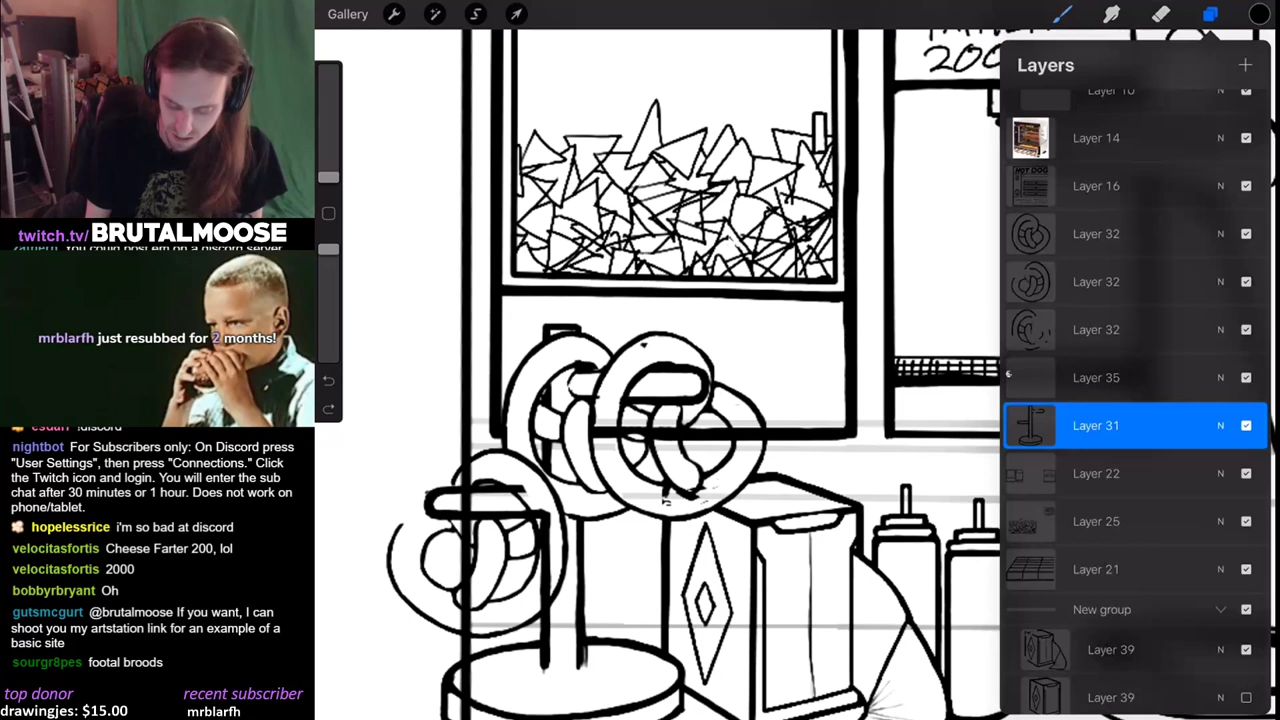 Gallery
Layers
Layer 10
Layer 14
HOT DOG
Layer 16
Layer 32
Layer 32
Layer 32
Layer 35
Layer 31
Layer 22
Layer 25
Layer 21
New group
Layer 39
Layer 39
N
N
N
N
N
N
N
N
N
N
N
N
N
200
twitch.tv/BRUTALMOOSE
mrblarfh just resubbed for 2 months!
nightbot For Subscribers only: On Discord press
"User Settings", then press "Connections." Click
the Twitch icon and login. You will enter the sub
chat after 30 minutes or 1 hour. Does not work on
phone/tablet.
hopelessrice i'm so bad at discord
velocitasfortis Cheese Farter 200, lol
velocitasfortis 2000
bobbyrbryant Oh
gutsmcgurt @brutalmoose If you want, I can
shoot you my artstation link for an example of a
basic site
sourgr8pes footal broods
top donor
drawingjes: $15.00
recent subscriber
mrblarfh